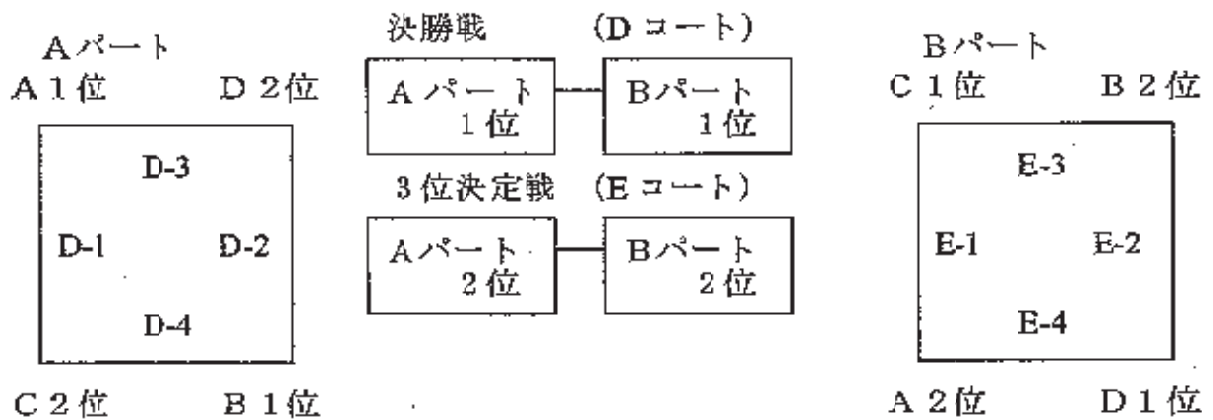 Aパート
A1位 D2位
D-3
D-1 D-2
D-4
C2位 B1位
決勝戦 (Dコート)
Aパート 1位 Bパート 1位
3位決定戦 (Eコート)
Aパート 2位 Bパート 2位
Bパート
C1位 B2位
E-3
E-1 E-2
E-4
A2位 D1位